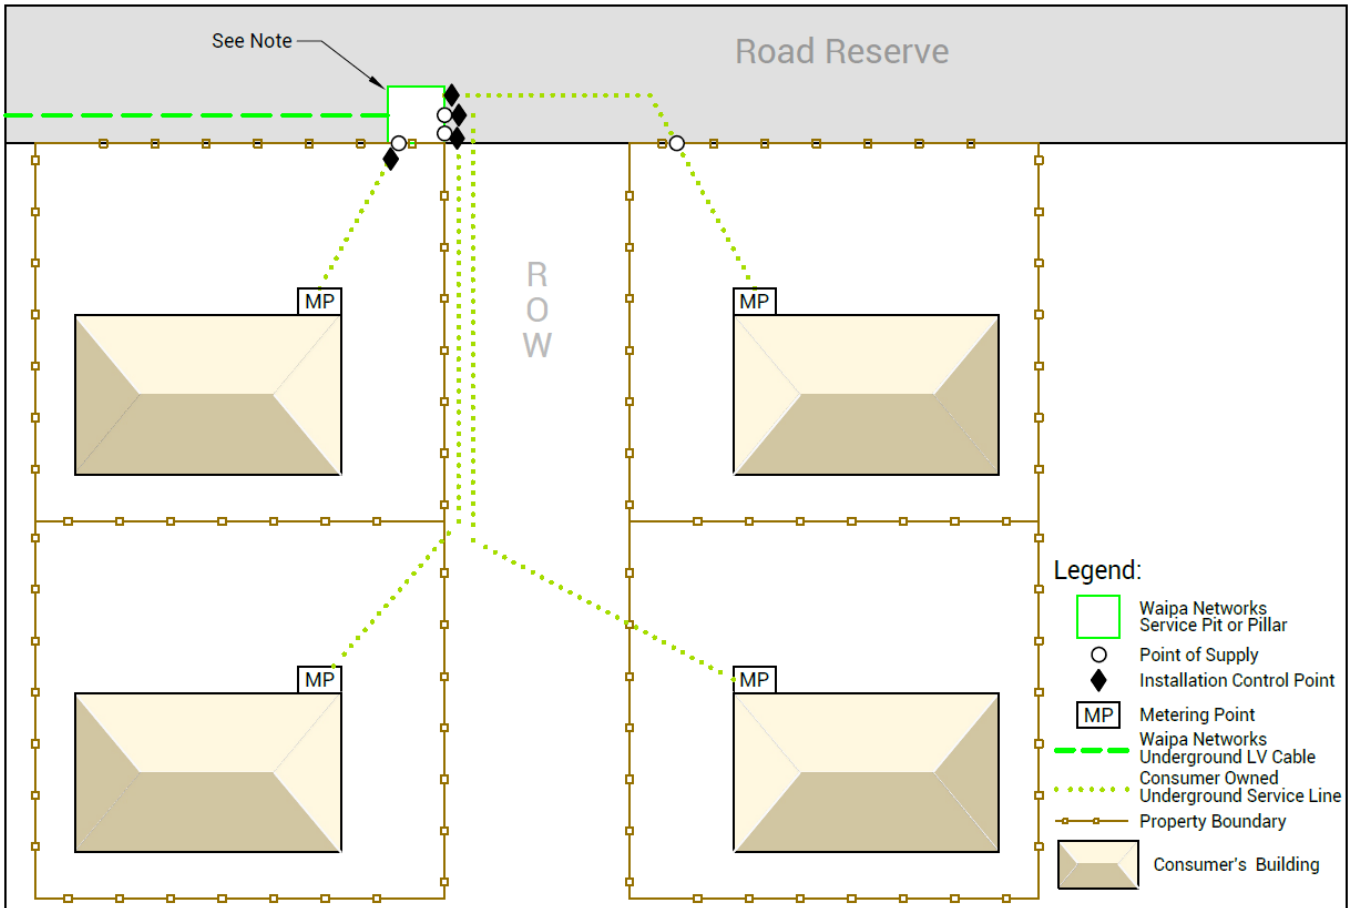 See Note
Road Reserve
R
O
W
MP
MP
MP
MP
Legend:
Waipa Networks
Service Pit or Pillar
Point of Supply
Installation Control Point
MP
Metering Point
Waipa Networks
Underground LV Cable
Consumer Owned
Underground Service Line
Property Boundary
Consumer's Building